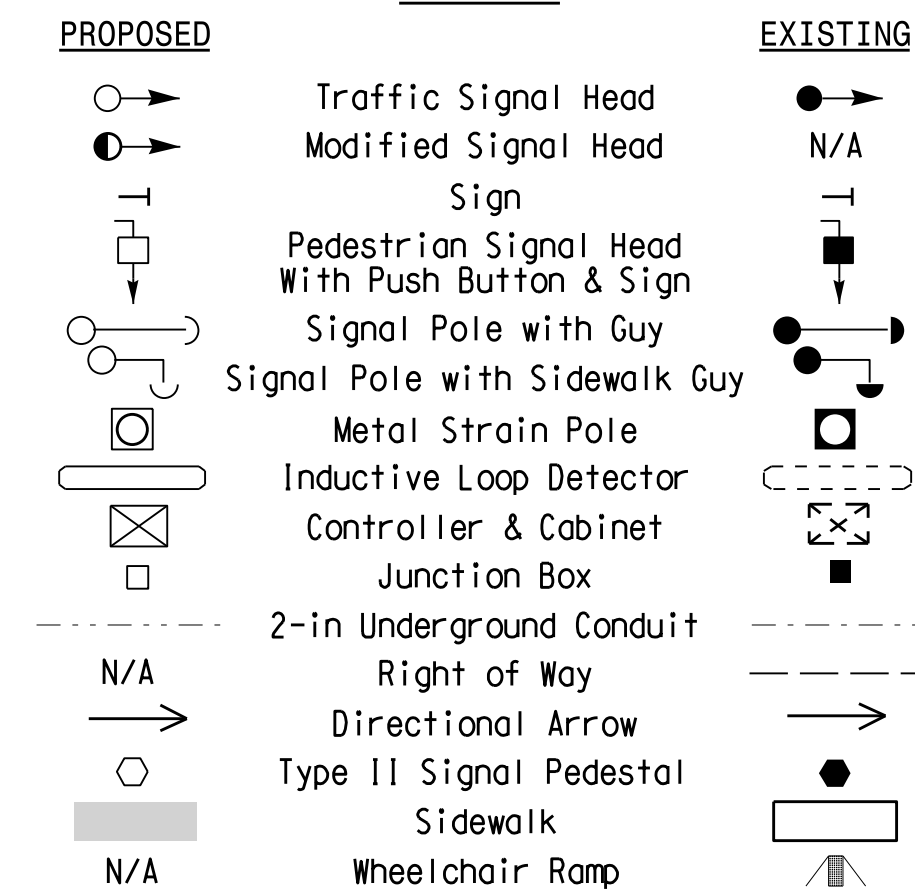 PROPOSED EXISTING
Traffic Signal Head
Modified Signal Head N/A
Sign
Pedestrian Signal Head
With Push Button & Sign
Signal Pole with Guy
Signal Pole with Sidewalk Guy
Metal Strain Pole
Inductive Loop Detector
Controller & Cabinet
Junction Box
2-in Underground Conduit
N/A Right of Way
Directional Arrow
Type II Signal Pedestal
Sidewalk
N/A Wheelchair Ramp